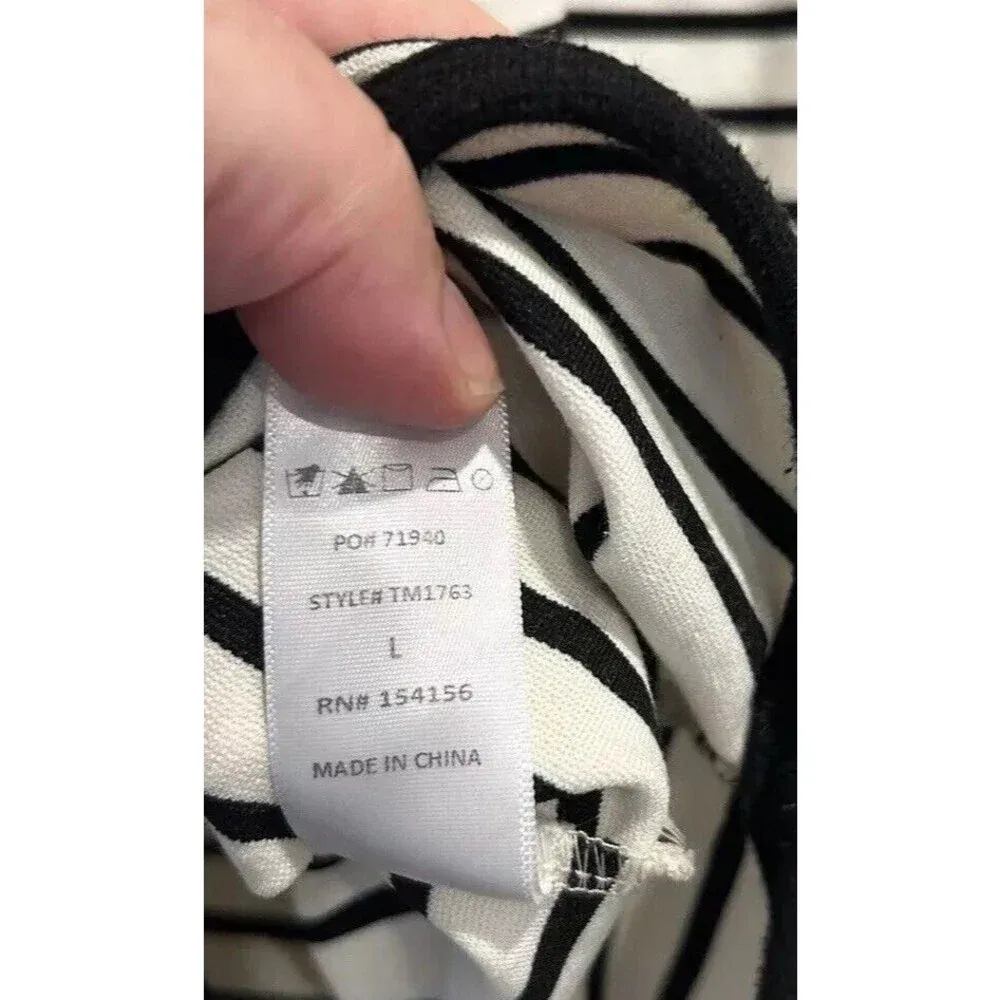 PO# 71940
STYLE# TM1763
L
RN# 154156
MADE IN CHINA